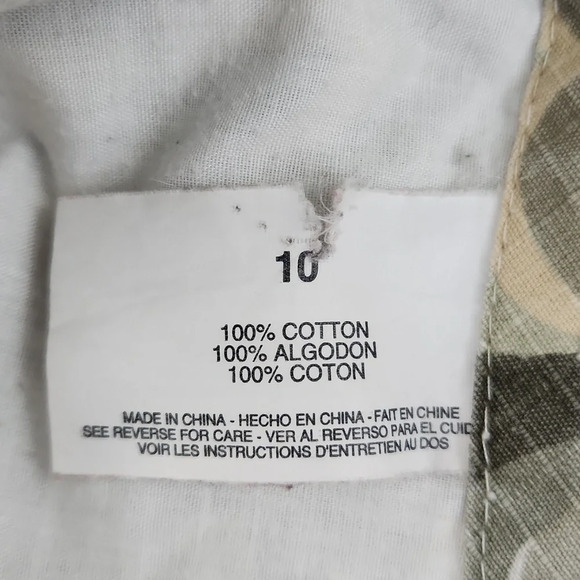 10
100% COTTON
100% ALGODON
100% COTON
MADE IN CHINA - HECHO EN CHINA - FAIT EN CHINE
SEE REVERSE FOR CARE - VER AL REVERSO PARA EL CUID
VOIR LES INSTRUCTIONS D'ENTRETIEN AU DOS